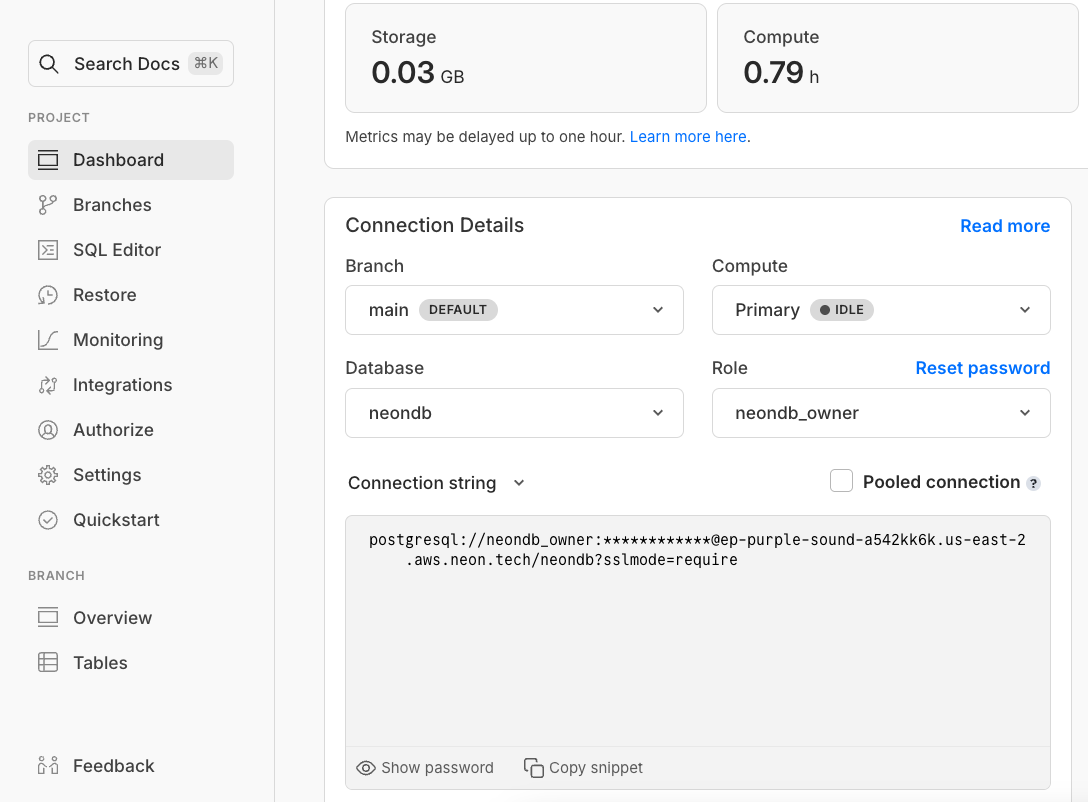 Search Docs ⌘K
PROJECT
Dashboard
Branches
SQL Editor
Restore
Monitoring
Integrations
Authorize
Settings
Quickstart
BRANCH
Overview
Tables
Feedback
Storage
0.03 GB
Compute
0.79 h
Metrics may be delayed up to one hour. Learn more here.
Connection Details
Read more
Branch
main DEFAULT
Compute
Primary IDLE
Database
neondb
Role
Reset password
neondb_owner
Connection string
Pooled connection ?
postgresql://neondb_owner:************@ep-purple-sound-a542kk6k.us-east-2
.aws.neon.tech/neondb?sslmode=require
Show password
Copy snippet